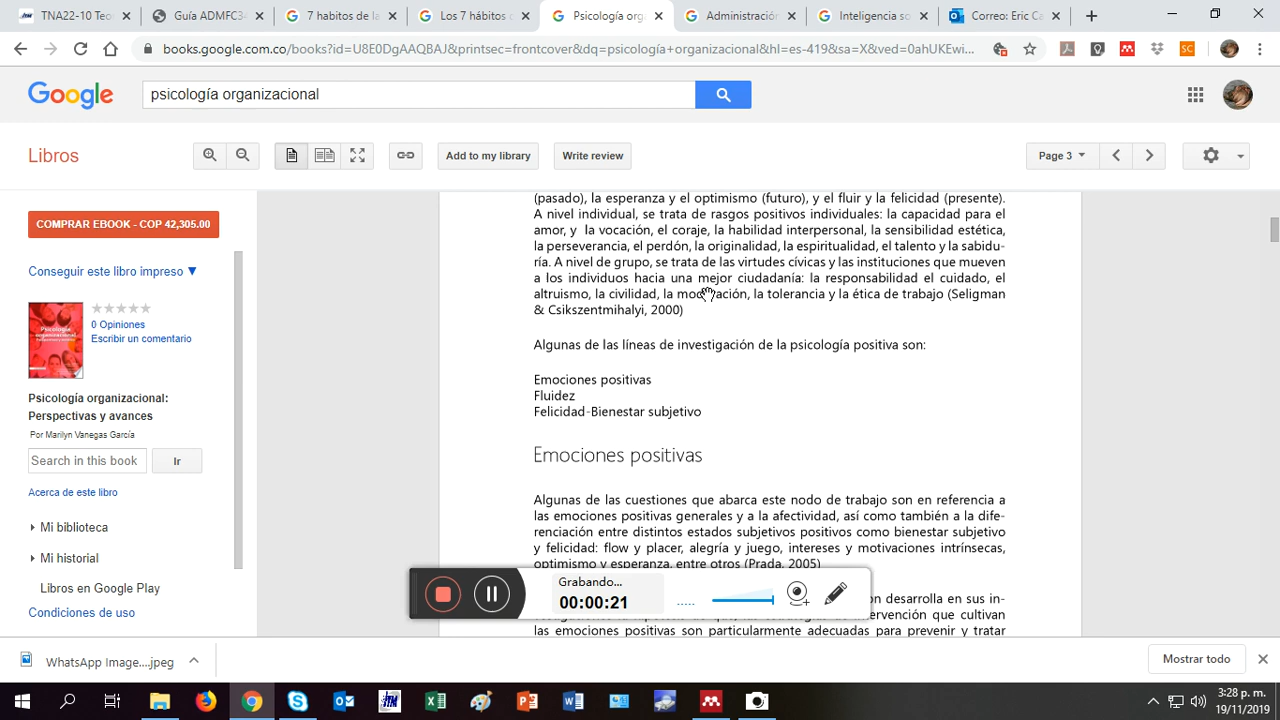 TNA22-10 Teo
Guía ADMFC34
7 habitos de la
Los 7 hábitos c
Psicología org
Administración
Inteligencia so
Correo: Eric Ca
books.google.com.co/books?id=U8E0DgAAQBAJ&printsec=frontcover&dq=psicología+organizacional&hl=es-419&sa=X&ved=0ahUKEwi...
Google
psicología organizacional
Libros
Add to my library
Write review
Page 3
COMPRAR EBOOK - COP 42,305.00
Conseguir este libro impreso
0 Opiniones
Escribir un comentario
Psicología organizacional:
Perspectivas y avances
Por Marilyn Vanegas García
Search in this book
Ir
Acerca de este libro
Mi biblioteca
Mi historial
Libros en Google Play
Condiciones de uso
(pasado), la esperanza y el optimismo (futuro), y el fluir y la felicidad (presente).
A nivel individual, se trata de rasgos positivos individuales: la capacidad para el
amor, y la vocación, el coraje, la habilidad interpersonal, la sensibilidad estética,
la perseverancia, el perdón, la originalidad, la espiritualidad, el talento y la sabidu-
ría. A nivel de grupo, se trata de las virtudes cívicas y las instituciones que mueven
a los individuos hacia una mejor ciudadanía: la responsabilidad el cuidado, el
altruismo, la civilidad, la moderación, la tolerancia y la ética de trabajo (Seligman
& Csikszentmihalyi, 2000)
Algunas de las líneas de investigación de la psicología positiva son:
Emociones positivas
Fluidez
Felicidad-Bienestar subjetivo
Emociones positivas
Algunas de las cuestiones que abarca este nodo de trabajo son en referencia a
las emociones positivas generales y a la afectividad, así como también a la dife-
renciación entre distintos estados subjetivos positivos como bienestar subjetivo
y felicidad: flow y placer, alegría y juego, intereses y motivaciones intrínsecas,
optimismo y esperanza, entre otros (Prada, 2005)
on desarrolla en sus in-
ervención que cultivan
las emociones positivas son particularmente adecuadas para prevenir y tratar
Grabando...
00:00:21
WhatsApp Image....jpeg
Mostrar todo
3:28 p. m.
19/11/2019